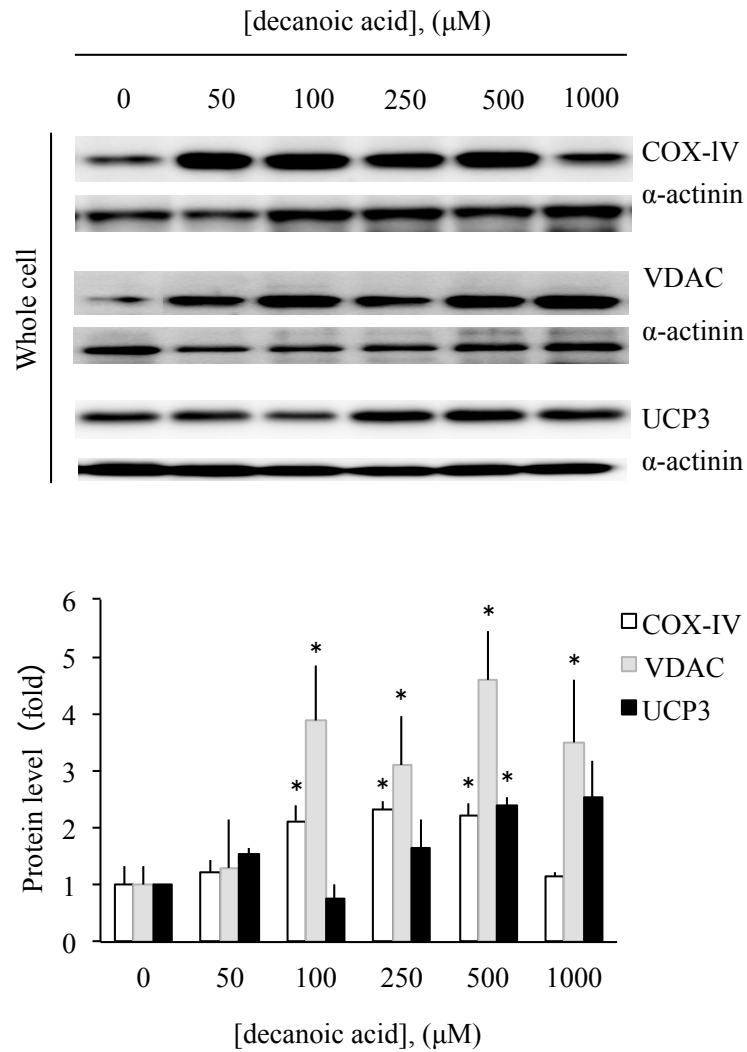 [decanoic acid], (μM)
0 50 100 250 500 1000
Whole cell
COX-IV
α-actinin
VDAC
α-actinin
UCP3
α-actinin
Protein level (fold)
6
5
4
3
2
1
0
* * * * * * * *
COX-IV
VDAC
UCP3
0 50 100 250 500 1000
[decanoic acid], (μM)